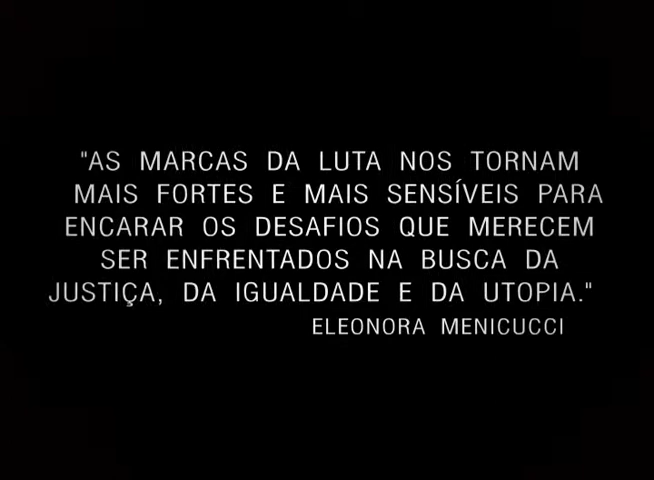 "AS MARCAS DA LUTA NOS TORNAM
MAIS FORTES E MAIS SENSÍVEIS PARA
ENCARAR OS DESAFIOS QUE MERECEM
SER ENFRENTADOS NA BUSCA DA
JUSTIÇA, DA IGUALDADE E DA UTOPIA."
ELEONORA MENICUCCI